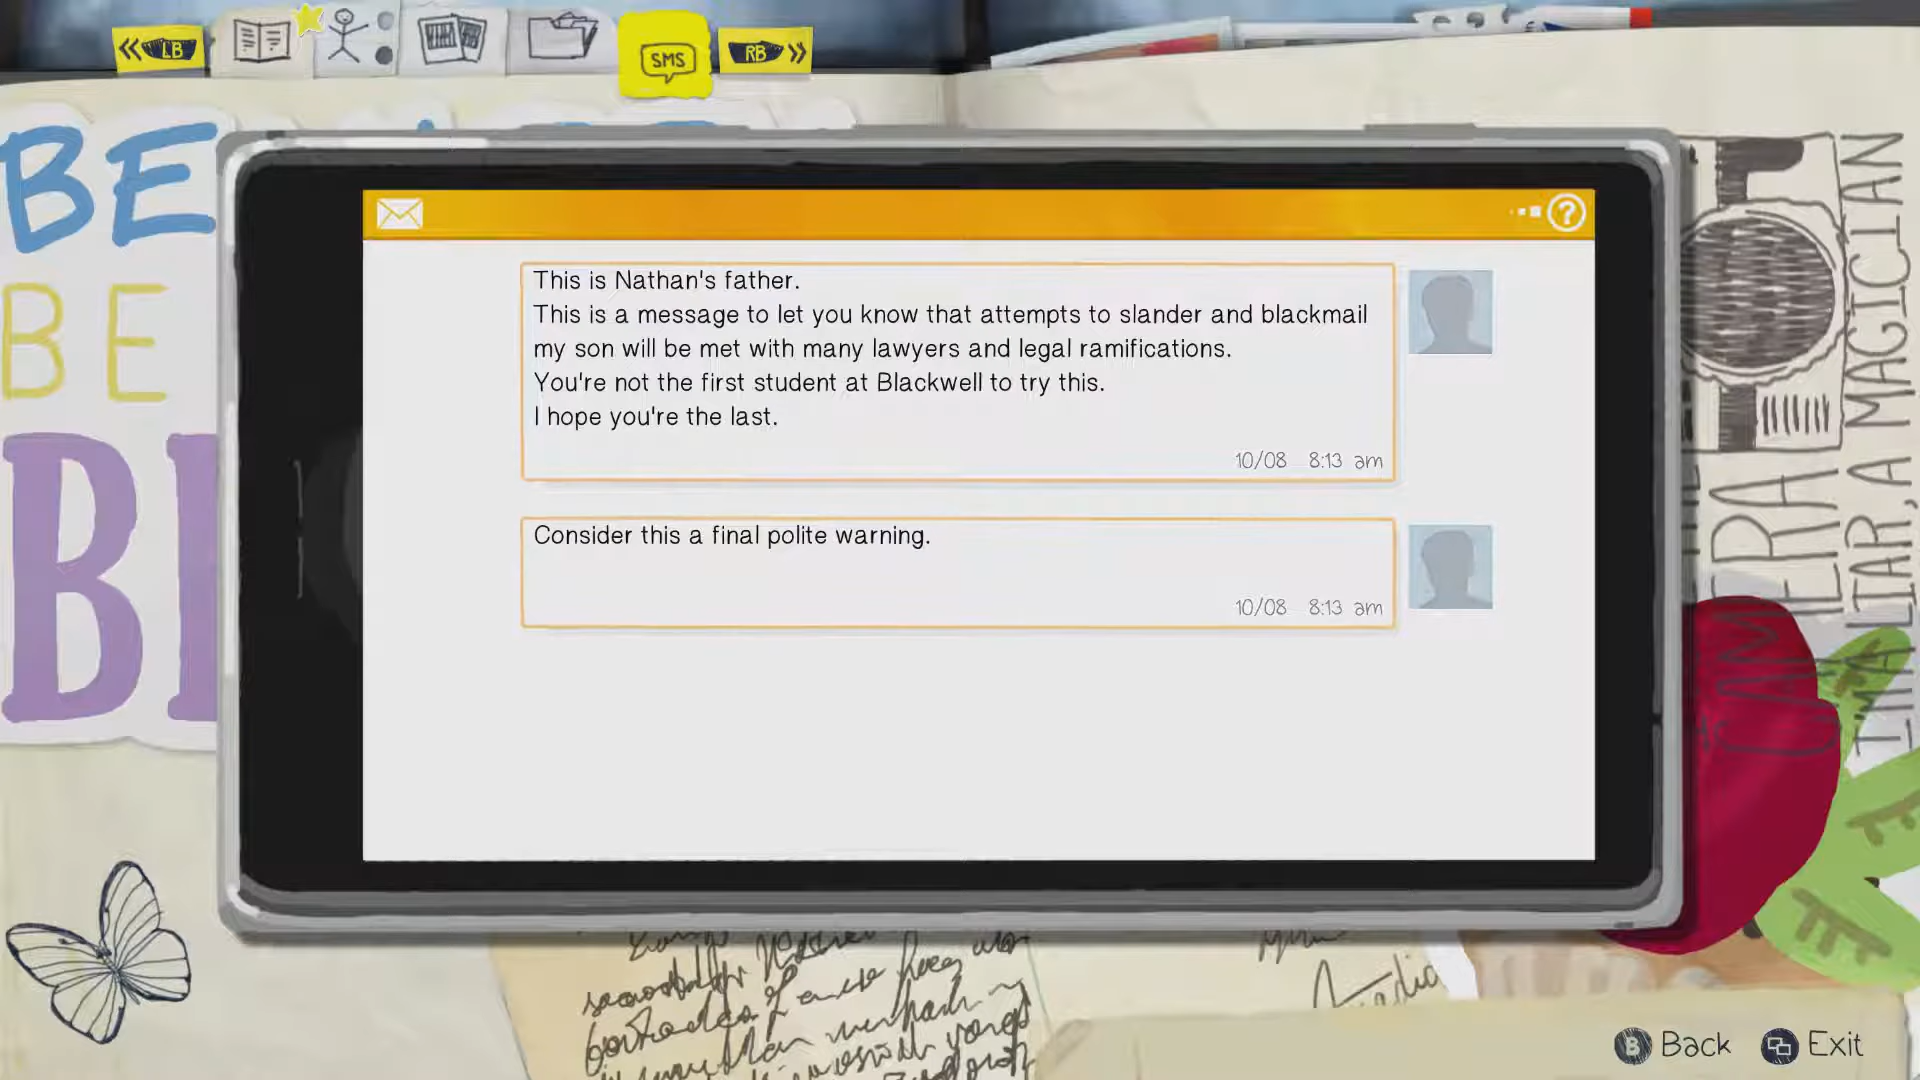 LB
SMS
RB
BE
BE
This is Nathan's father.
This is a message to let you know that attempts to slander and blackmail
my son will be met with many lawyers and legal ramifications.
You're not the first student at Blackwell to try this.
I hope you're the last.
10/08 8:13 am
Consider this a final polite warning.
10/08 8:13 am
LIAR, A MAGICIAN
B Back
Exit